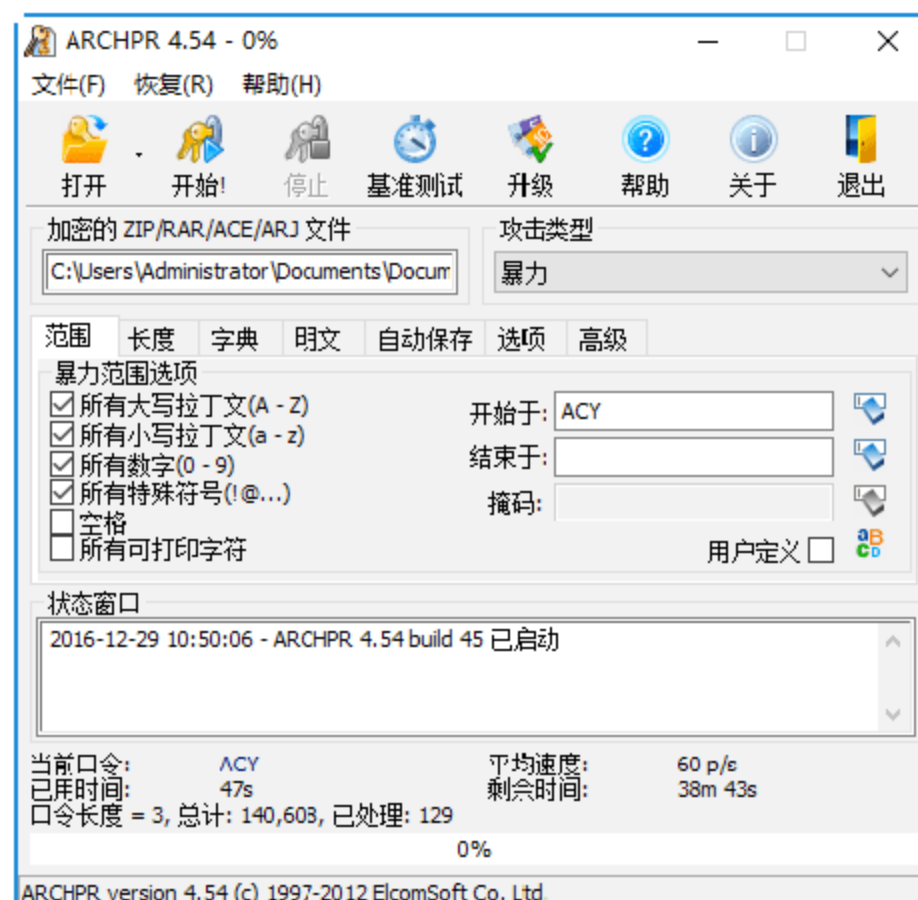 ARCHPR 4.54 - 0%
文件(F) 恢复(R) 帮助(H)
打开 开始! 停止 基准测试 升级 帮助 关于 退出
加密的 ZIP/RAR/ACE/ARJ 文件 攻击类型
C:\Users\Administrator\Documents\Docum 暴力
范围 长度 字典 明文 自动保存 选项 高级
暴力范围选项
所有大写拉丁文(A - Z) 开始于: ACY
所有小写拉丁文(a - z)
所有数字(0 - 9) 结束于:
所有特殊符号(!@...) 掩码:
空格
所有可打印字符 用户定义
状态窗口
2016-12-29 10:50:06 - ARCHPR 4.54 build 45 已启动
当前口令: ACY 平均速度: 60 p/s
已用时间: 47s 剩余时间: 38m 43s
口令长度 = 3, 总计: 140,608, 已处理: 129
0%
ARCHPR version 4.54 (c) 1997-2012 ElcomSoft Co. Ltd.